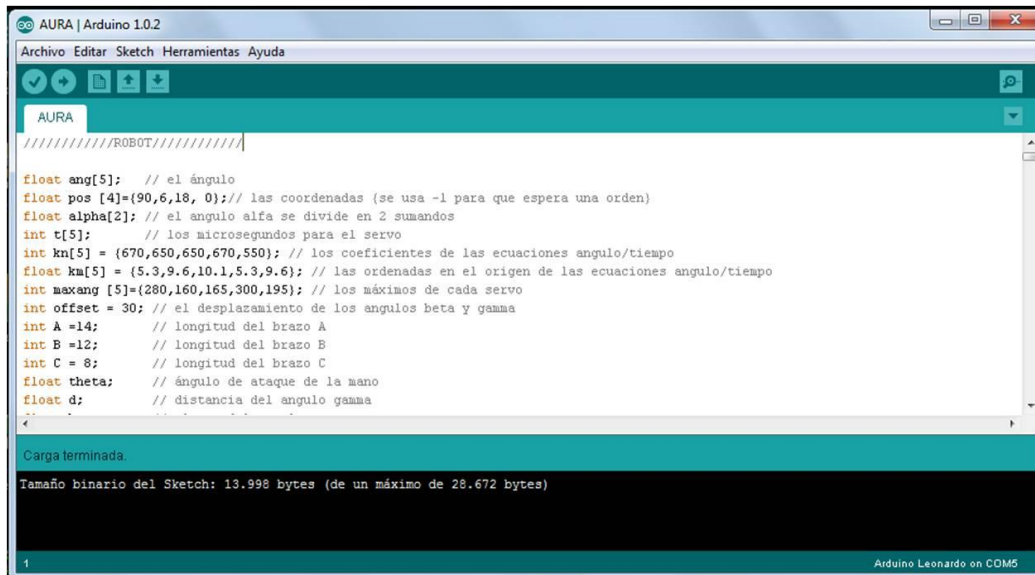 AURA | Arduino 1.0.2
Archivo Editar Sketch Herramientas Ayuda
AURA
////////////ROBOT////////////
float ang[5];   // el ángulo
float pos [4]={90,6,18, 0};// las coordenadas (se usa -1 para que espera una orden)
float alpha[2]; // el angulo alfa se divide en 2 sumandos
int t[5];       // los microsegundos para el servo
int kn[5] = {670,650,650,670,550}; // los coeficientes de las ecuaciones angulo/tiempo
float km[5] = {5.3,9.6,10.1,5.3,9.6}; // las ordenadas en el origen de las ecuaciones angulo/tiempo
int maxang [5]={280,160,165,300,195}; // los máximos de cada servo
int offset = 30; // el desplazamiento de los angulos beta y gamma
int A =14;       // longitud del brazo A
int B =12;       // longitud del brazo B
int C = 8;       // longitud del brazo C
float theta;     // ángulo de ataque de la mano
float d;         // distancia del angulo gamma
Carga terminada.
Tamaño binario del Sketch: 13.998 bytes (de un máximo de 28.672 bytes)
1
Arduino Leonardo on COM5